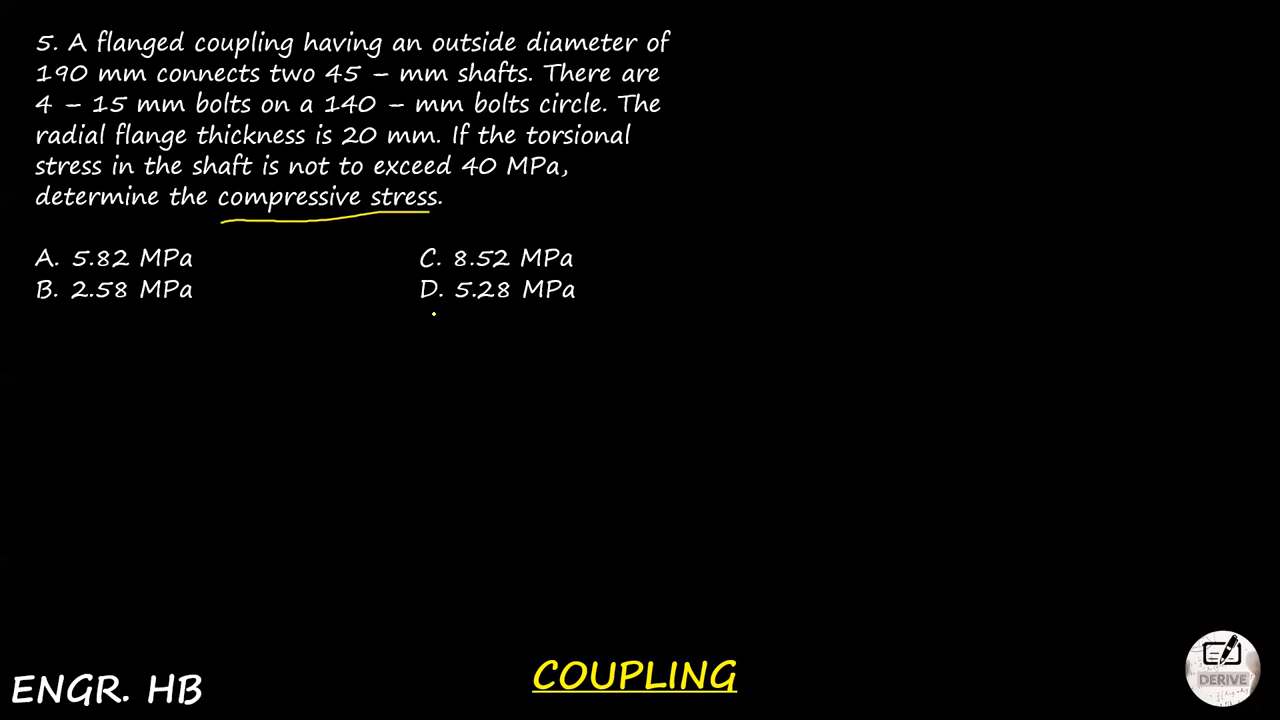 5. A flanged coupling having an outside diameter of
190 mm connects two 45 – mm shafts. There are
4 – 15 mm bolts on a 140 – mm bolts circle. The
radial flange thickness is 20 mm. If the torsional
stress in the shaft is not to exceed 40 MPa,
determine the compressive stress.
A. 5.82 MPa
B. 2.58 MPa
C. 8.52 MPa
D. 5.28 MPa
ENGR. HB
COUPLING
DERIVE